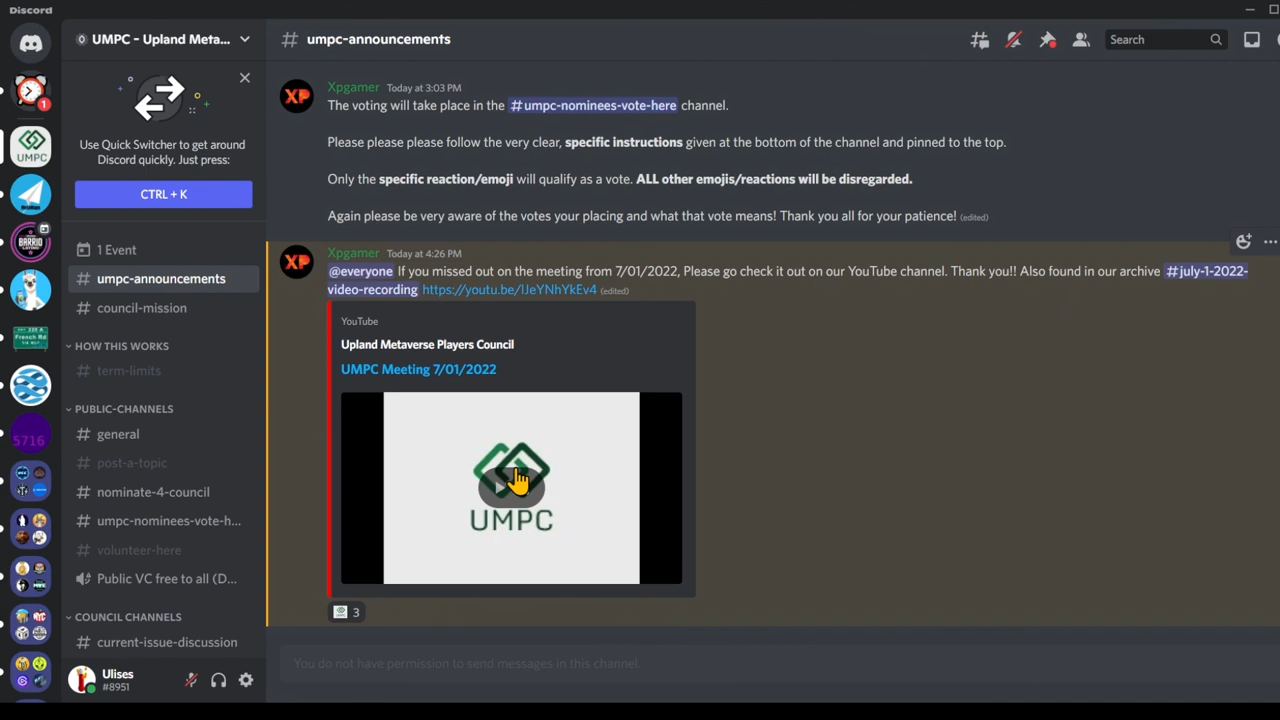 Discord
UMPC - Upland Meta...
# umpc-announcements
Search
Use Quick Switcher to get around
Discord quickly. Just press:
CTRL + K
1 Event
# umpc-announcements
# council-mission
HOW THIS WORKS
# term-limits
PUBLIC-CHANNELS
# general
# post-a-topic
# nominate-4-council
# umpc-nominees-vote-h...
# volunteer-here
Public VC free to all (D...
COUNCIL CHANNELS
# current-issue-discussion
Ulises
#8951
1
UMPC
5716
XP
Xpgamer Today at 3:03 PM
The voting will take place in the #umpc-nominees-vote-here channel.
Please please please follow the very clear, specific instructions given at the bottom of the channel and pinned to the top.
Only the specific reaction/emoji will qualify as a vote. ALL other emojis/reactions will be disregarded.
Again please be very aware of the votes your placing and what that vote means! Thank you all for your patience! (edited)
XP
Xpgamer Today at 4:26 PM
@everyone If you missed out on the meeting from 7/01/2022, Please go check it out on our YouTube channel. Thank you!! Also found in our archive #july-1-2022-
video-recording https://youtu.be/lJeYNhYkEv4 (edited)
YouTube
Upland Metaverse Players Council
UMPC Meeting 7/01/2022
UMPC
3
You do not have permission to send messages in this channel.